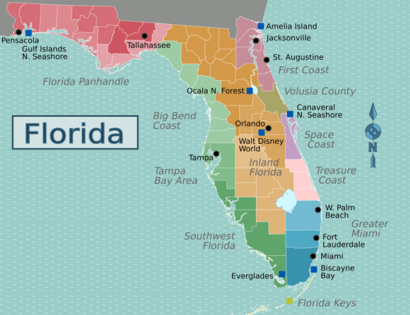 Amelia Island
Jacksonville
Pensacola
Gulf Islands
N. Seashore
Tallahassee
St. Augustine
First Coast
Florida Panhandle
Ocala N. Forest
Volusia County
Canaveral
N. Seashore
Big Bend
Coast
Florida
Orlando
Walt Disney
World
Space
Coast
Tampa
Inland
Florida
Tampa
Bay Area
Treasure
Coast
W. Palm
Beach
Greater
Miami
Southwest
Florida
Fort
Lauderdale
Miami
Everglades
Biscayne
Bay
Florida Keys
N